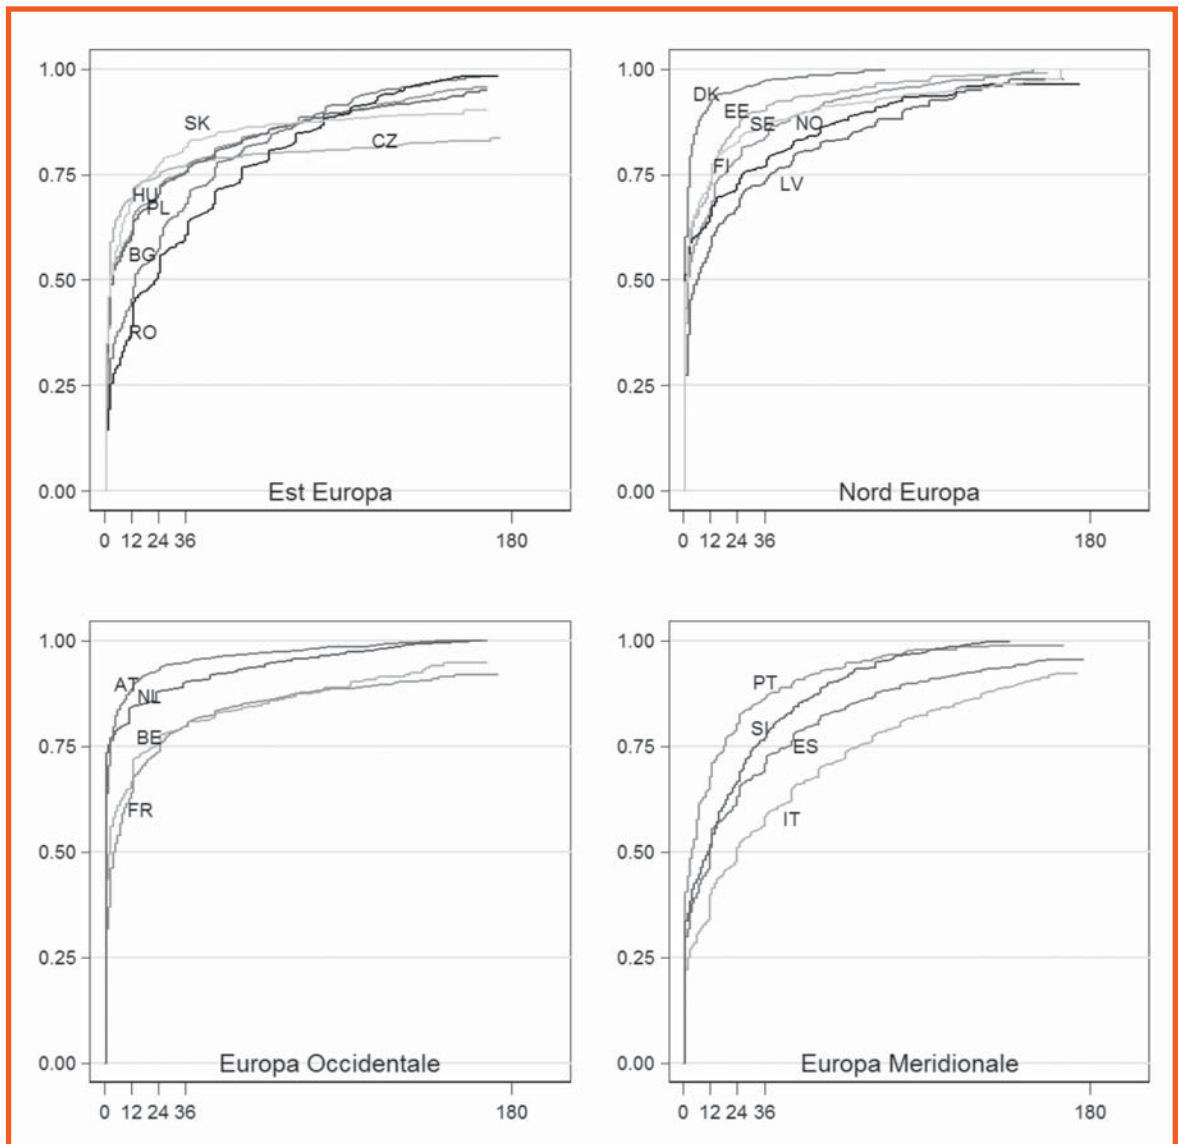 1.00
0.75
0.50
0.25
0.00
SK
CZ
HU
PL
BG
RO
Est Europa
0 12 24 36 180
1.00
0.75
0.50
0.25
0.00
DK
EE
SE
NO
FI
LV
Nord Europa
0 12 24 36 180
1.00
0.75
0.50
0.25
0.00
AT
BE
FR
Europa Occidentale
0 12 24 36 180
1.00
0.75
0.50
0.25
0.00
PT
SI
ES
IT
Europa Meridionale
0 12 24 36 180